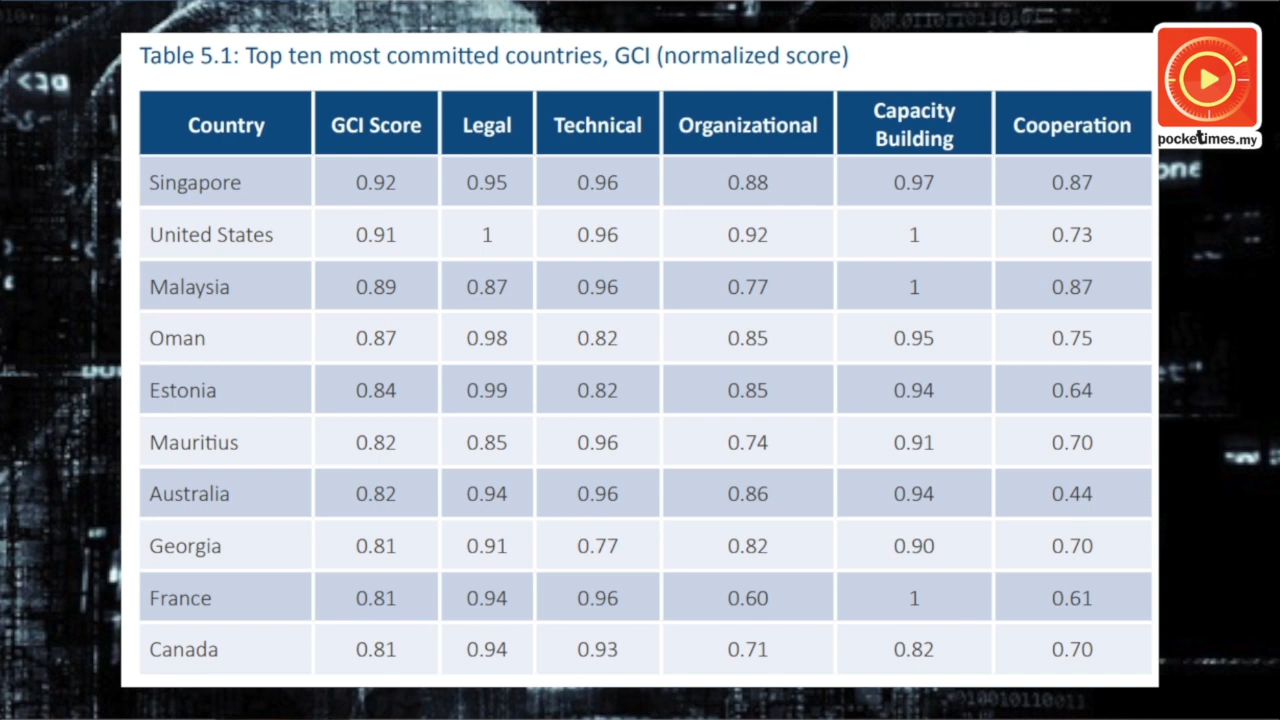 Table 5.1: Top ten most committed countries, GCI (normalized score)
Country GCI Score Legal Technical Organizational Capacity Building Cooperation
Singapore 0.92 0.95 0.96 0.88 0.97 0.87
United States 0.91 1 0.96 0.92 1 0.73
Malaysia 0.89 0.87 0.96 0.77 1 0.87
Oman 0.87 0.98 0.82 0.85 0.95 0.75
Estonia 0.84 0.99 0.82 0.85 0.94 0.64
Mauritius 0.82 0.85 0.96 0.74 0.91 0.70
Australia 0.82 0.94 0.96 0.86 0.94 0.44
Georgia 0.81 0.91 0.77 0.82 0.90 0.70
France 0.81 0.94 0.96 0.60 1 0.61
Canada 0.81 0.94 0.93 0.71 0.82 0.70
pocketimes.my